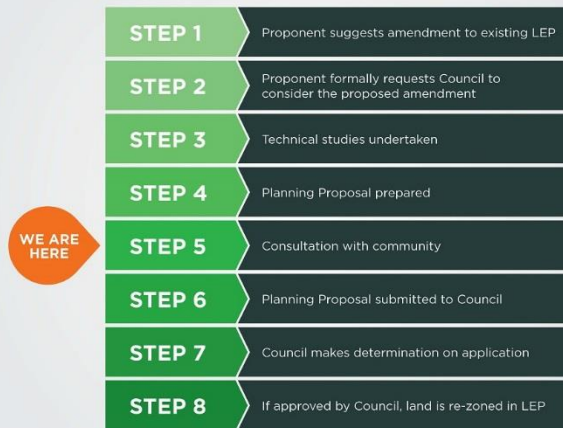 STEP 1
Proponent suggests amendment to existing LEP
STEP 2
Proponent formally requests Council to
consider the proposed amendment
STEP 3
Technical studies undertaken
STEP 4
Planning Proposal prepared
WE ARE
HERE
STEP 5
Consultation with community
STEP 6
Planning Proposal submitted to Council
STEP 7
Council makes determination on application
STEP 8
If approved by Council, land is re-zoned in LEP